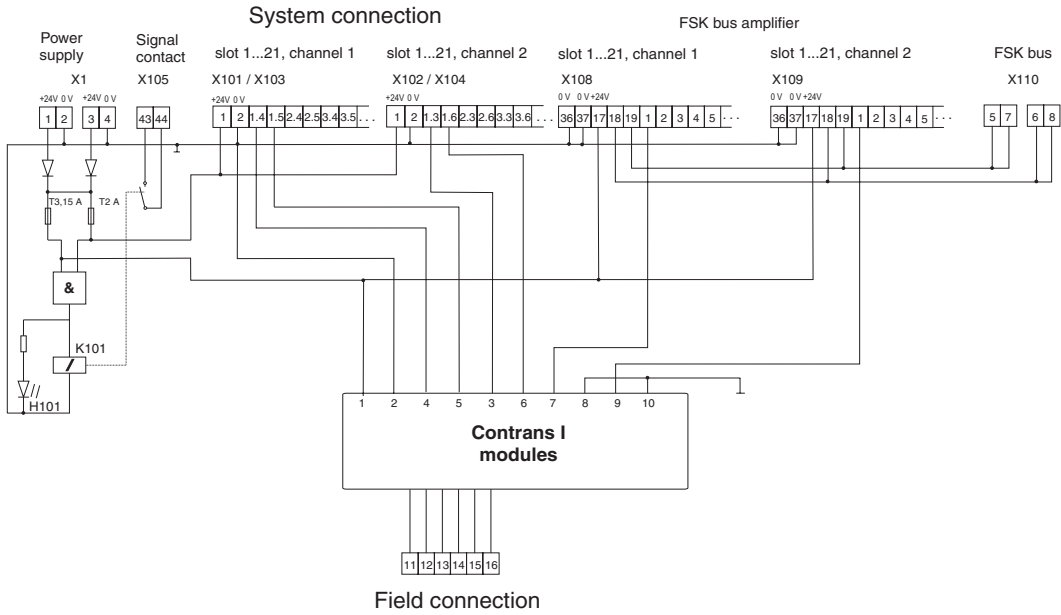 System connection
FSK bus amplifier
Power supply
Signal contact
slot 1...21, channel 1
slot 1...21, channel 2
slot 1...21, channel 1
slot 1...21, channel 2
FSK bus
X1
X105
X101 / X103
X102 / X104
X108
X109
X110
+24V 0 V
+24V 0 V
+24V 0 V
+24V 0 V
0 V 0 V +24V
0 V 0 V +24V
1 2
3 4
43 44
1 2 1.4 1.5 2.4 2.5 3.4 3.5 ...
1 2 1.3 1.6 2.3 2.6 3.3 3.6 ...
36 37 17 18 19 1 2 3 4 5 ...
36 37 17 18 19 1 2 3 4 5 ...
5 7
6 8
T3,15 A
T2 A
&
K101
H101
1 2 4 5 3 6 7 8 9 10
Contrans I
modules
11 12 13 14 15 16
Field connection